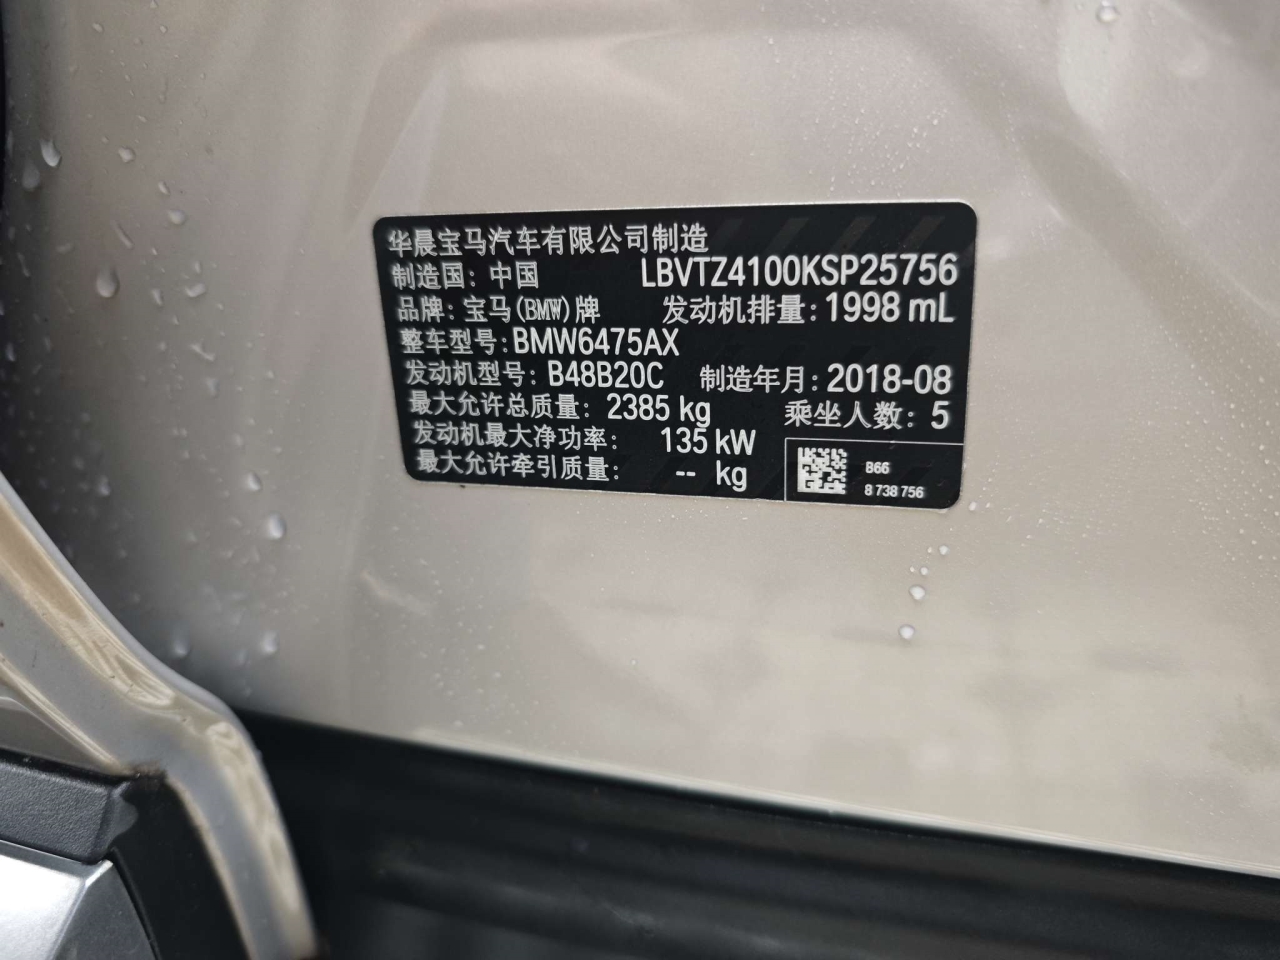 华晨宝马汽车有限公司制造
制造国：中国 LBVTZ4100KSP25756
品牌：宝马(BMW)牌 发动机排量：1998 mL
整车型号：BMW6475AX
发动机型号：B48B20C 制造年月：2018-08
最大允许总质量：2385 kg 乘坐人数：5
发动机最大净功率：135 kW
最大允许牵引质量：-- kg
B66
8 738 756